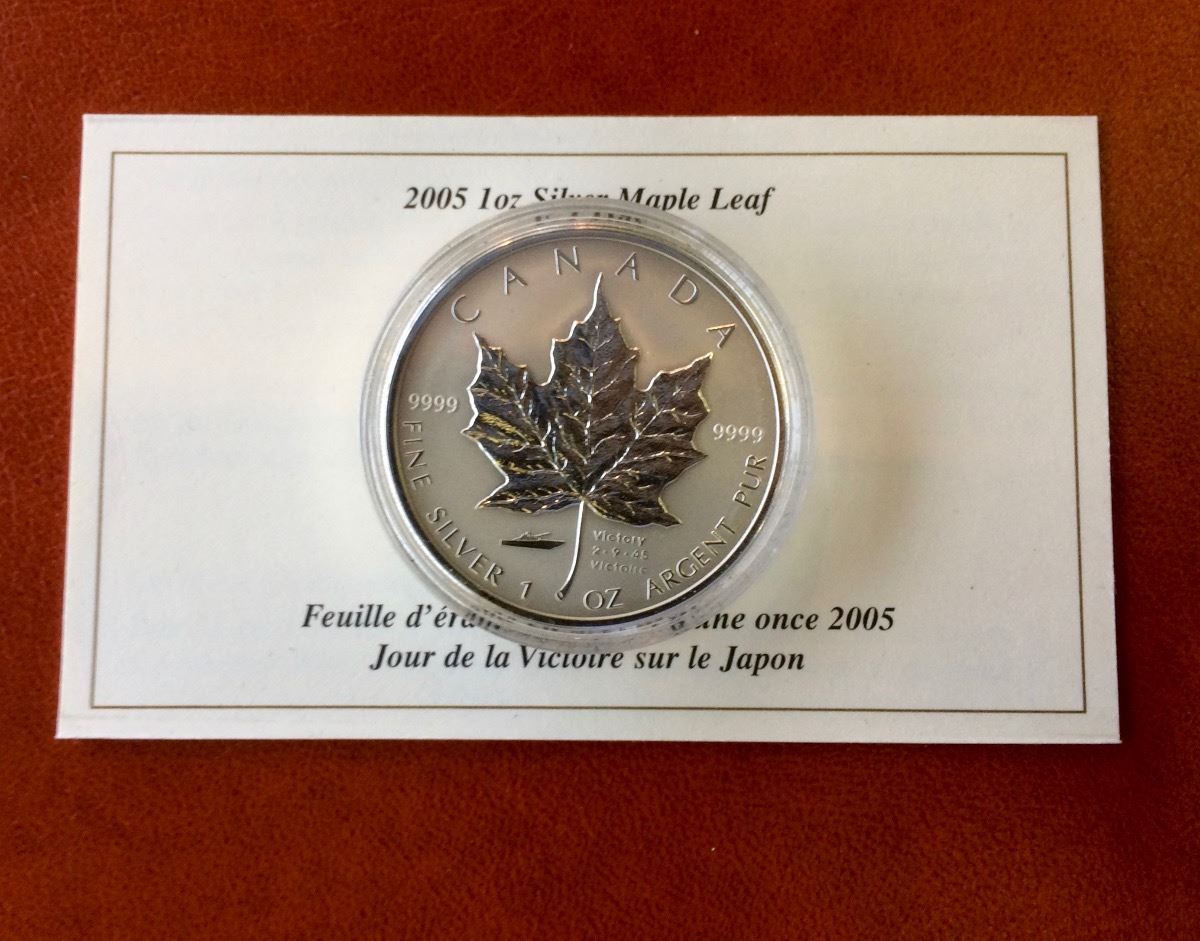 2005 1oz Silver Maple Leaf
CANADA
9999
9999
FINE SILVER 1 OZ ARGENT PUR
Victory
2·9·45
Victoire
Feuille d'érable une once 2005
Jour de la Victoire sur le Japon